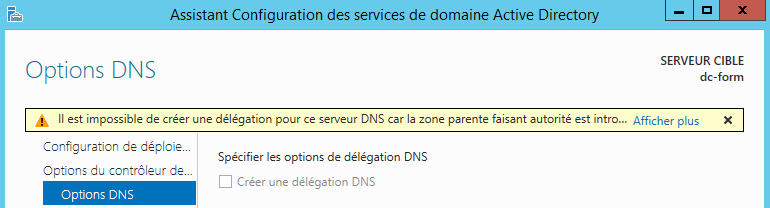 Assistant Configuration des services de domaine Active Directory
Options DNS
SERVEUR CIBLE
dc-form
Il est impossible de créer une délégation pour ce serveur DNS car la zone parente faisant autorité est intro... Afficher plus
Configuration de déploie...
Spécifier les options de délégation DNS
Options du contrôleur de...
Créer une délégation DNS
Options DNS